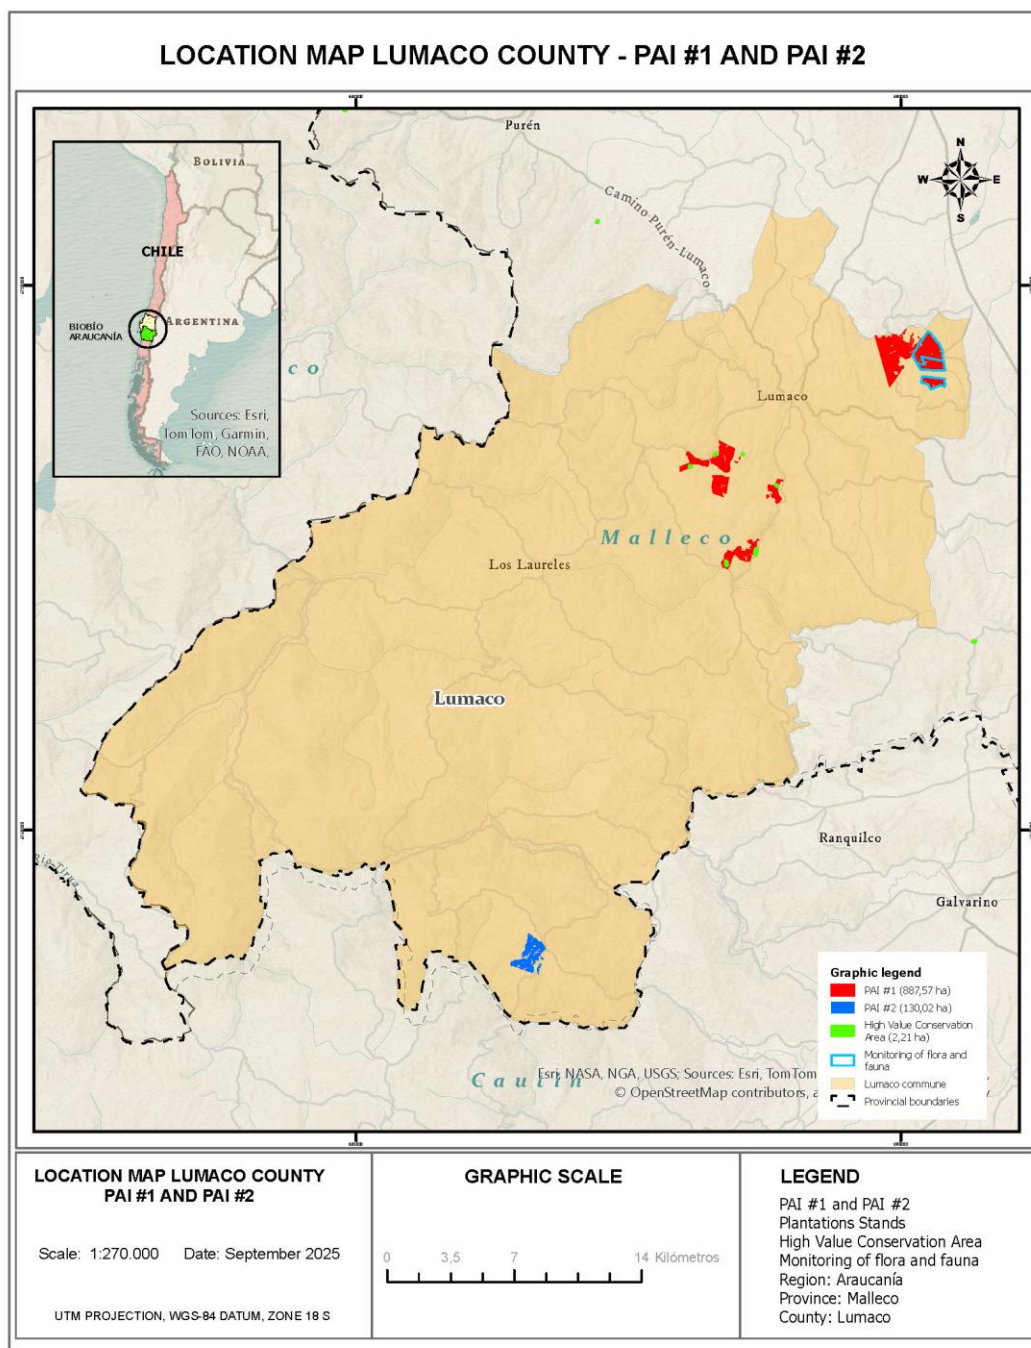 LOCATION MAP LUMACO COUNTY - PAI #1 AND PAI #2
Purén
Camino Purén-Lumaco
N
W
E
S
BOLIVIA
CHILE
ARGENTINA
BIOBÍO
ARAUCANÍA
Sources: Esri,
TomTom, Garmin,
FAO, NOAA,
co
Lumaco
Malleco
Los Laureles
Lumaco
Ranquilco
Galvarino
Cautín
Esri, NASA, NGA, USGS; Sources: Esri, TomTom
© OpenStreetMap contributors, a
Graphic legend
PAI #1 (887,57 ha)
PAI #2 (130,02 ha)
High Value Conservation
Area (2,21 ha)
Monitoring of flora and
fauna
Lumaco commune
Provincial boundaries
LOCATION MAP LUMACO COUNTY
PAI #1 AND PAI #2
Scale: 1:270.000 Date: September 2025
UTM PROJECTION, WGS-84 DATUM, ZONE 18 S
GRAPHIC SCALE
0 3,5 7 14 Kilómetros
LEGEND
PAI #1 and PAI #2
Plantations Stands
High Value Conservation Area
Monitoring of flora and fauna
Region: Araucanía
Province: Malleco
County: Lumaco